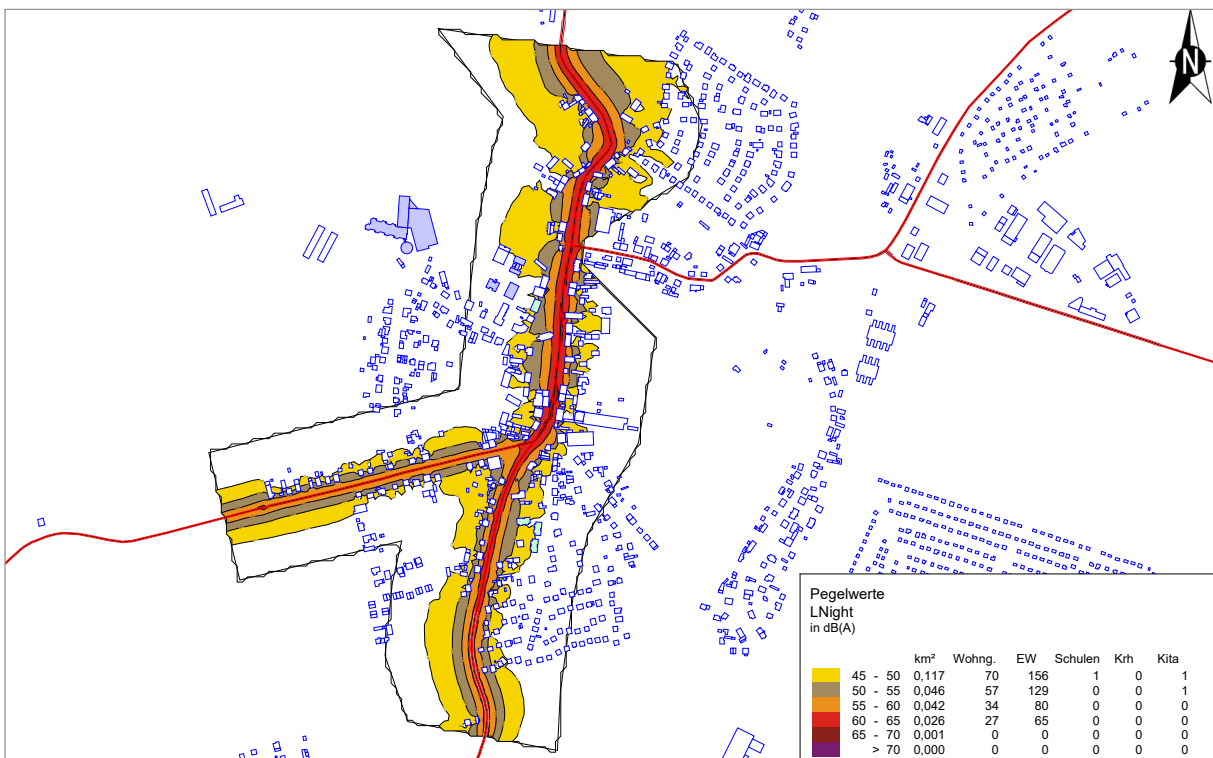 N
Pegelwerte
LNight
in dB(A)
km² Wohng. EW Schulen Krh Kita
45 - 50 0,117 70 156 1 0 1
50 - 55 0,046 57 129 0 0 1
55 - 60 0,042 34 80 0 0 0
60 - 65 0,026 27 65 0 0 0
65 - 70 0,001 0 0 0 0 0
> 70 0,000 0 0 0 0 0